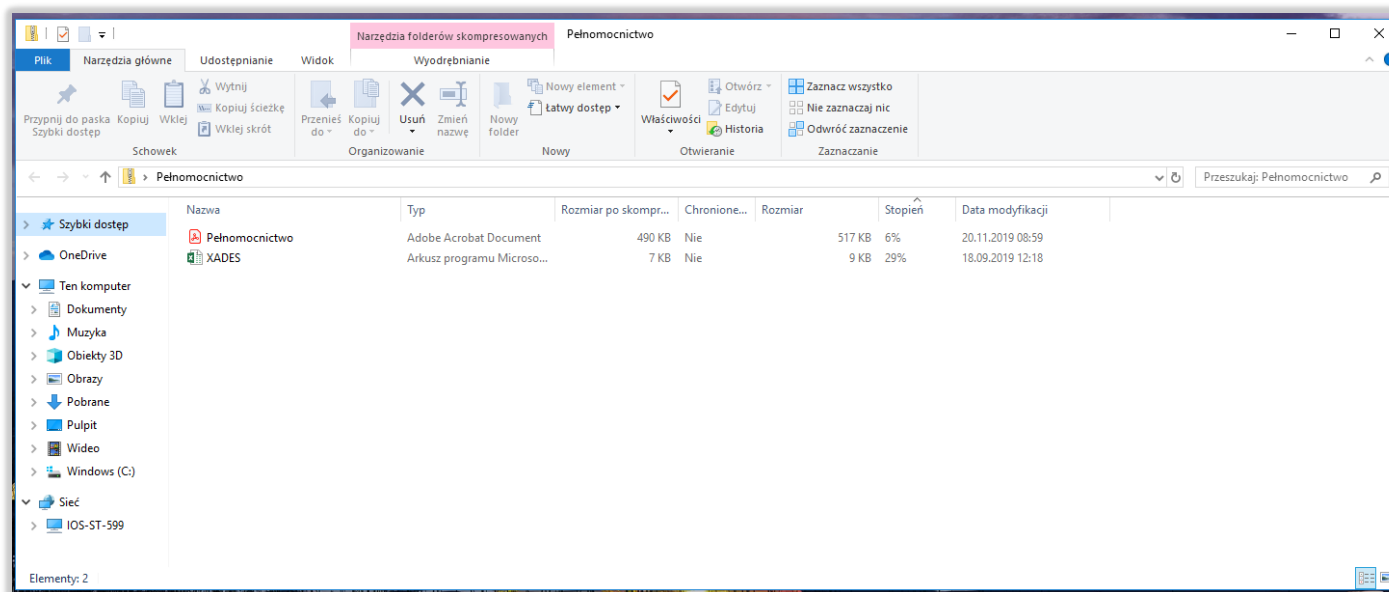 Narzędzia folderów skompresowanych Pełnomocnictwo
Plik Narzędzia główne Udostępnianie Widok Wyodrębnianie
Przypnij do paska Szybki dostęp
Kopiuj
Wklej
Wytnij
Kopiuj ścieżkę
Wklej skrót
Schowek
Przenieś do
Kopiuj do
Usuń
Zmień nazwę
Organizowanie
Nowy folder
Nowy element
Łatwy dostęp
Nowy
Właściwości
Otwórz
Edytuj
Historia
Otwieranie
Zaznacz wszystko
Nie zaznaczaj nic
Odwróć zaznaczenie
Zaznaczanie
Pełnomocnictwo
Przeszukaj: Pełnomocnictwo
Szybki dostęp
OneDrive
Ten komputer
Dokumenty
Muzyka
Obiekty 3D
Obrazy
Pobrane
Pulpit
Wideo
Windows (C:)
Sieć
IOS-ST-599
Nazwa Typ Rozmiar po skompr... Chronione... Rozmiar Stopień Data modyfikacji
Pełnomocnictwo Adobe Acrobat Document 490 KB Nie 517 KB 6% 20.11.2019 08:59
XADES Arkusz programu Microso... 7 KB Nie 9 KB 29% 18.09.2019 12:18
Elementy: 2